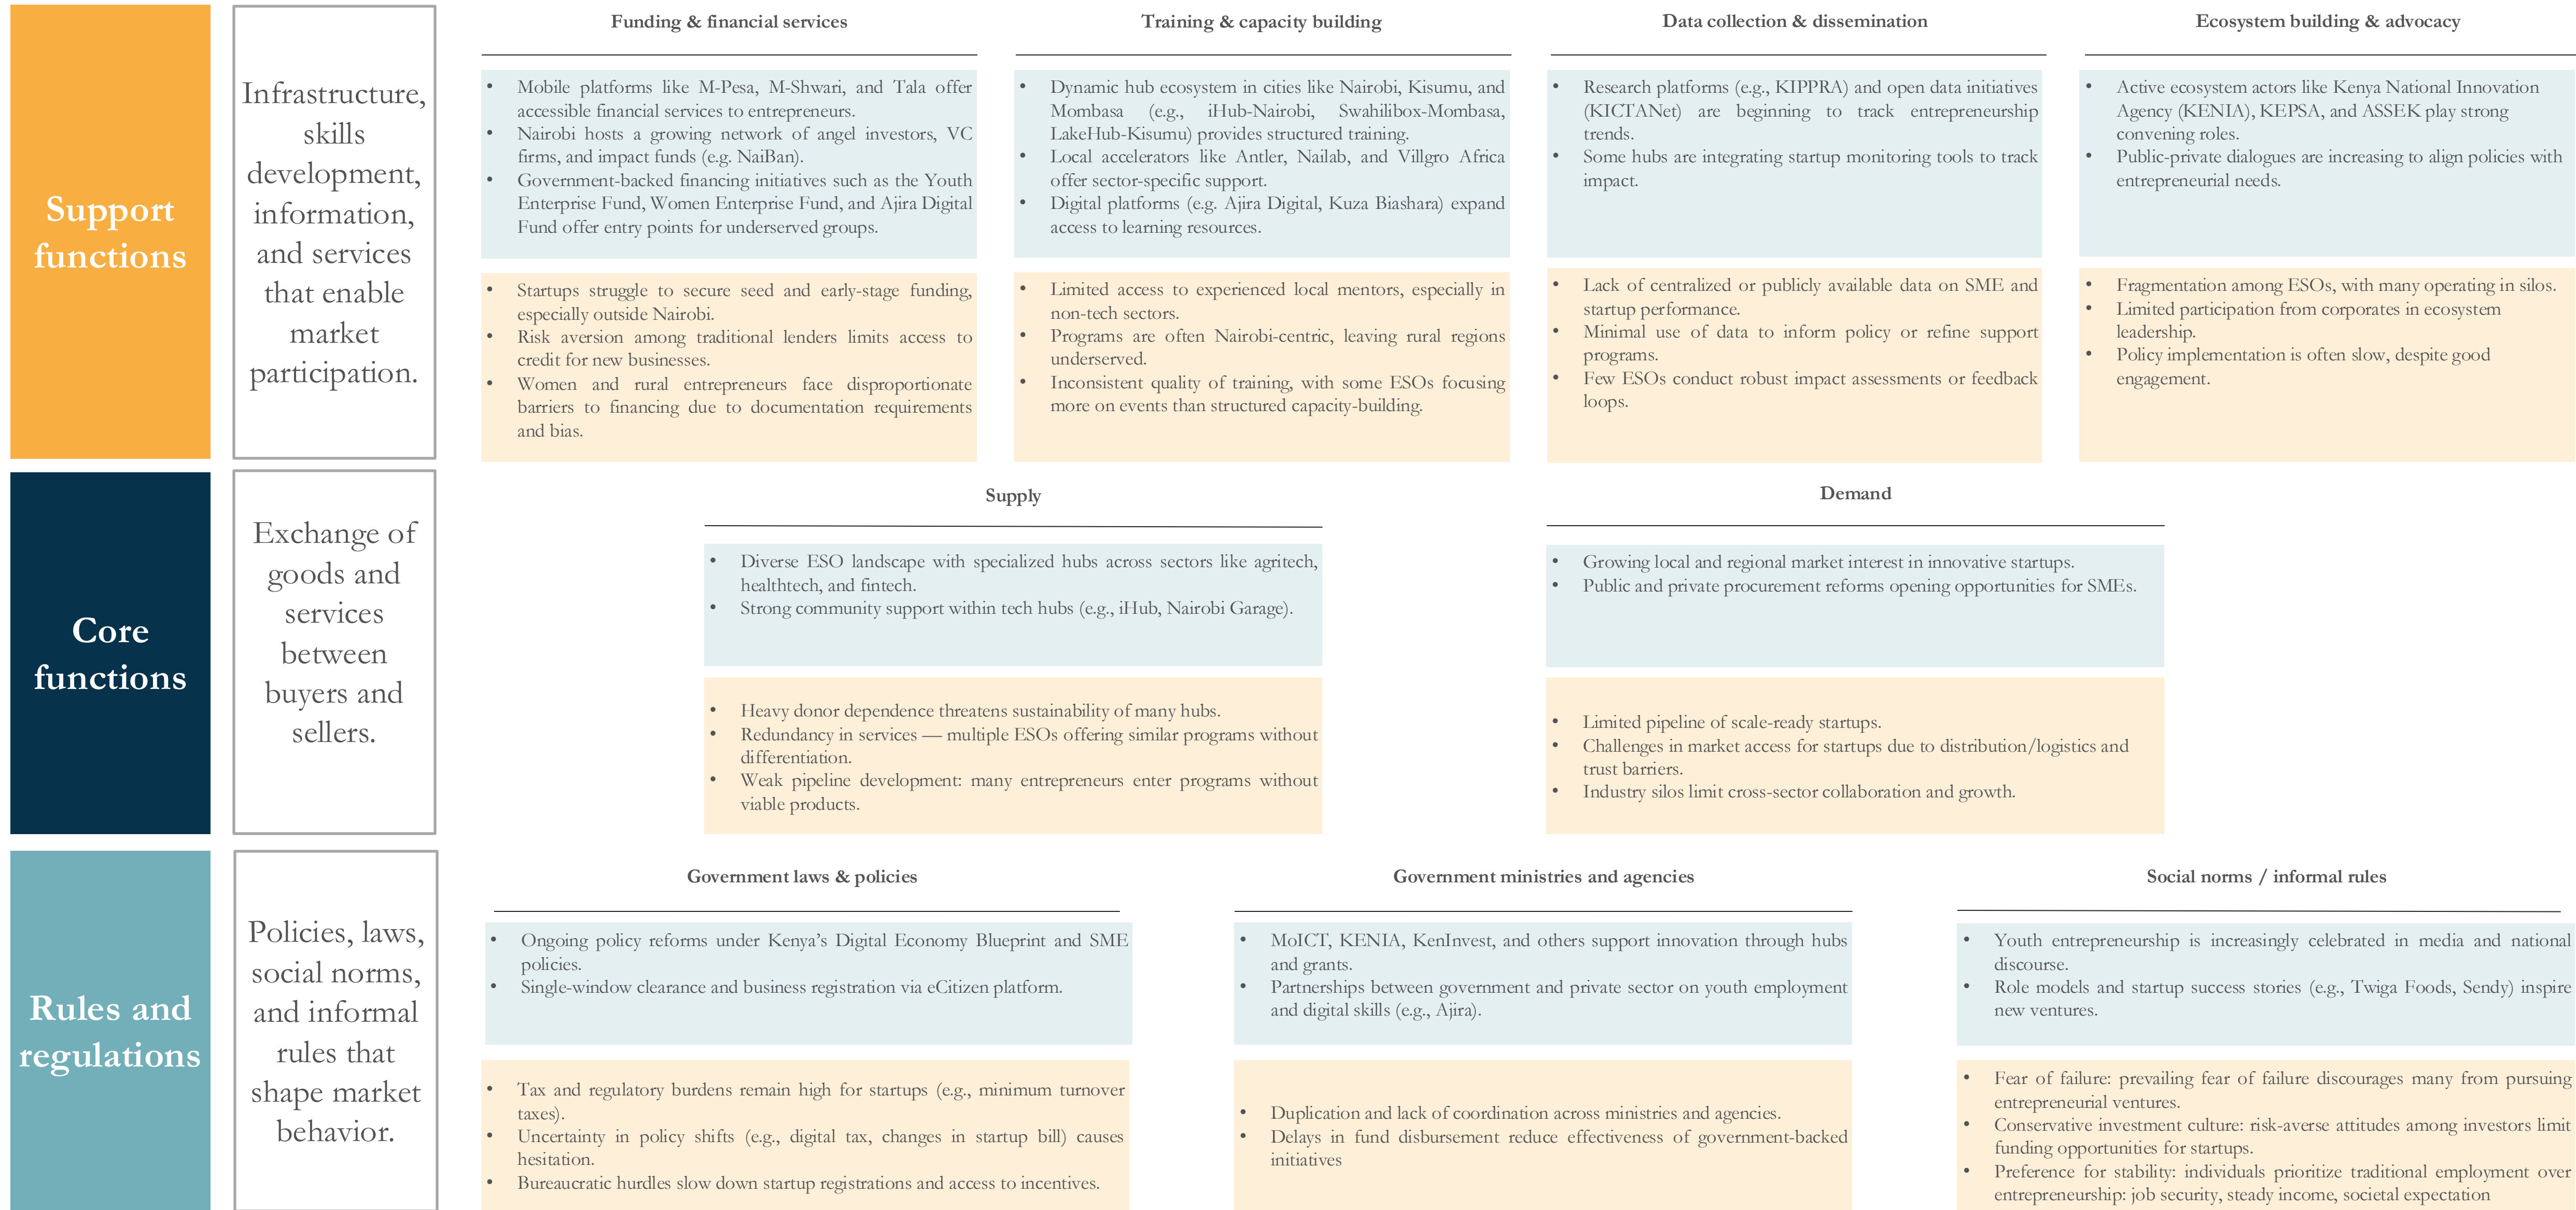 Support
functions
Infrastructure,
skills
development,
information,
and services
that enable
market
participation.
Funding & financial services
• Mobile platforms like M-Pesa, M-Shwari, and Tala offer
accessible financial services to entrepreneurs.
• Nairobi hosts a growing network of angel investors, VC
firms, and impact funds (e.g. NaiBan).
• Government-backed financing initiatives such as the Youth
Enterprise Fund, Women Enterprise Fund, and Ajira Digital
Fund offer entry points for underserved groups.
• Startups struggle to secure seed and early-stage funding,
especially outside Nairobi.
• Risk aversion among traditional lenders limits access to
credit for new businesses.
• Women and rural entrepreneurs face disproportionate
barriers to financing due to documentation requirements
and bias.
Training & capacity building
• Dynamic hub ecosystem in cities like Nairobi, Kisumu, and
Mombasa (e.g., iHub-Nairobi, Swahilibox-Mombasa,
LakeHub-Kisumu) provides structured training.
• Local accelerators like Antler, Nailab, and Villgro Africa
offer sector-specific support.
• Digital platforms (e.g. Ajira Digital, Kuza Biashara) expand
access to learning resources.
• Limited access to experienced local mentors, especially in
non-tech sectors.
• Programs are often Nairobi-centric, leaving rural regions
underserved.
• Inconsistent quality of training, with some ESOs focusing
more on events than structured capacity-building.
Data collection & dissemination
• Research platforms (e.g., KIPPRA) and open data initiatives
(KICTANet) are beginning to track entrepreneurship
trends.
• Some hubs are integrating startup monitoring tools to track
impact.
• Lack of centralized or publicly available data on SME and
startup performance.
• Minimal use of data to inform policy or refine support
programs.
• Few ESOs conduct robust impact assessments or feedback
loops.
Ecosystem building & advocacy
• Active ecosystem actors like Kenya National Innovation
Agency (KENIA), KEPSA, and ASSEK play strong
convening roles.
• Public-private dialogues are increasing to align policies with
entrepreneurial needs.
• Fragmentation among ESOs, with many operating in silos.
• Limited participation from corporates in ecosystem
leadership.
• Policy implementation is often slow, despite good
engagement.
Core
functions
Exchange of
goods and
services
between
buyers and
sellers.
Supply
• Diverse ESO landscape with specialized hubs across sectors like agritech,
healthtech, and fintech.
• Strong community support within tech hubs (e.g., iHub, Nairobi Garage).
• Heavy donor dependence threatens sustainability of many hubs.
• Redundancy in services — multiple ESOs offering similar programs without
differentiation.
• Weak pipeline development: many entrepreneurs enter programs without
viable products.
Demand
• Growing local and regional market interest in innovative startups.
• Public and private procurement reforms opening opportunities for SMEs.
• Limited pipeline of scale-ready startups.
• Challenges in market access for startups due to distribution/logistics and
trust barriers.
• Industry silos limit cross-sector collaboration and growth.
Rules and
regulations
Policies, laws,
social norms,
and informal
rules that
shape market
behavior.
Government laws & policies
• Ongoing policy reforms under Kenya's Digital Economy Blueprint and SME
policies.
• Single-window clearance and business registration via eCitizen platform.
• Tax and regulatory burdens remain high for startups (e.g., minimum turnover
taxes).
• Uncertainty in policy shifts (e.g., digital tax, changes in startup bill) causes
hesitation.
• Bureaucratic hurdles slow down startup registrations and access to incentives.
Government ministries and agencies
• MoICT, KENIA, KenInvest, and others support innovation through hubs
and grants.
• Partnerships between government and private sector on youth employment
and digital skills (e.g., Ajira).
• Duplication and lack of coordination across ministries and agencies.
• Delays in fund disbursement reduce effectiveness of government-backed
initiatives
Social norms / informal rules
• Youth entrepreneurship is increasingly celebrated in media and national
discourse.
• Role models and startup success stories (e.g., Twiga Foods, Sendy) inspire
new ventures.
• Fear of failure: prevailing fear of failure discourages many from pursuing
entrepreneurial ventures.
• Conservative investment culture: risk-averse attitudes among investors limit
funding opportunities for startups.
• Preference for stability: individuals prioritize traditional employment over
entrepreneurship: job security, steady income, societal expectation